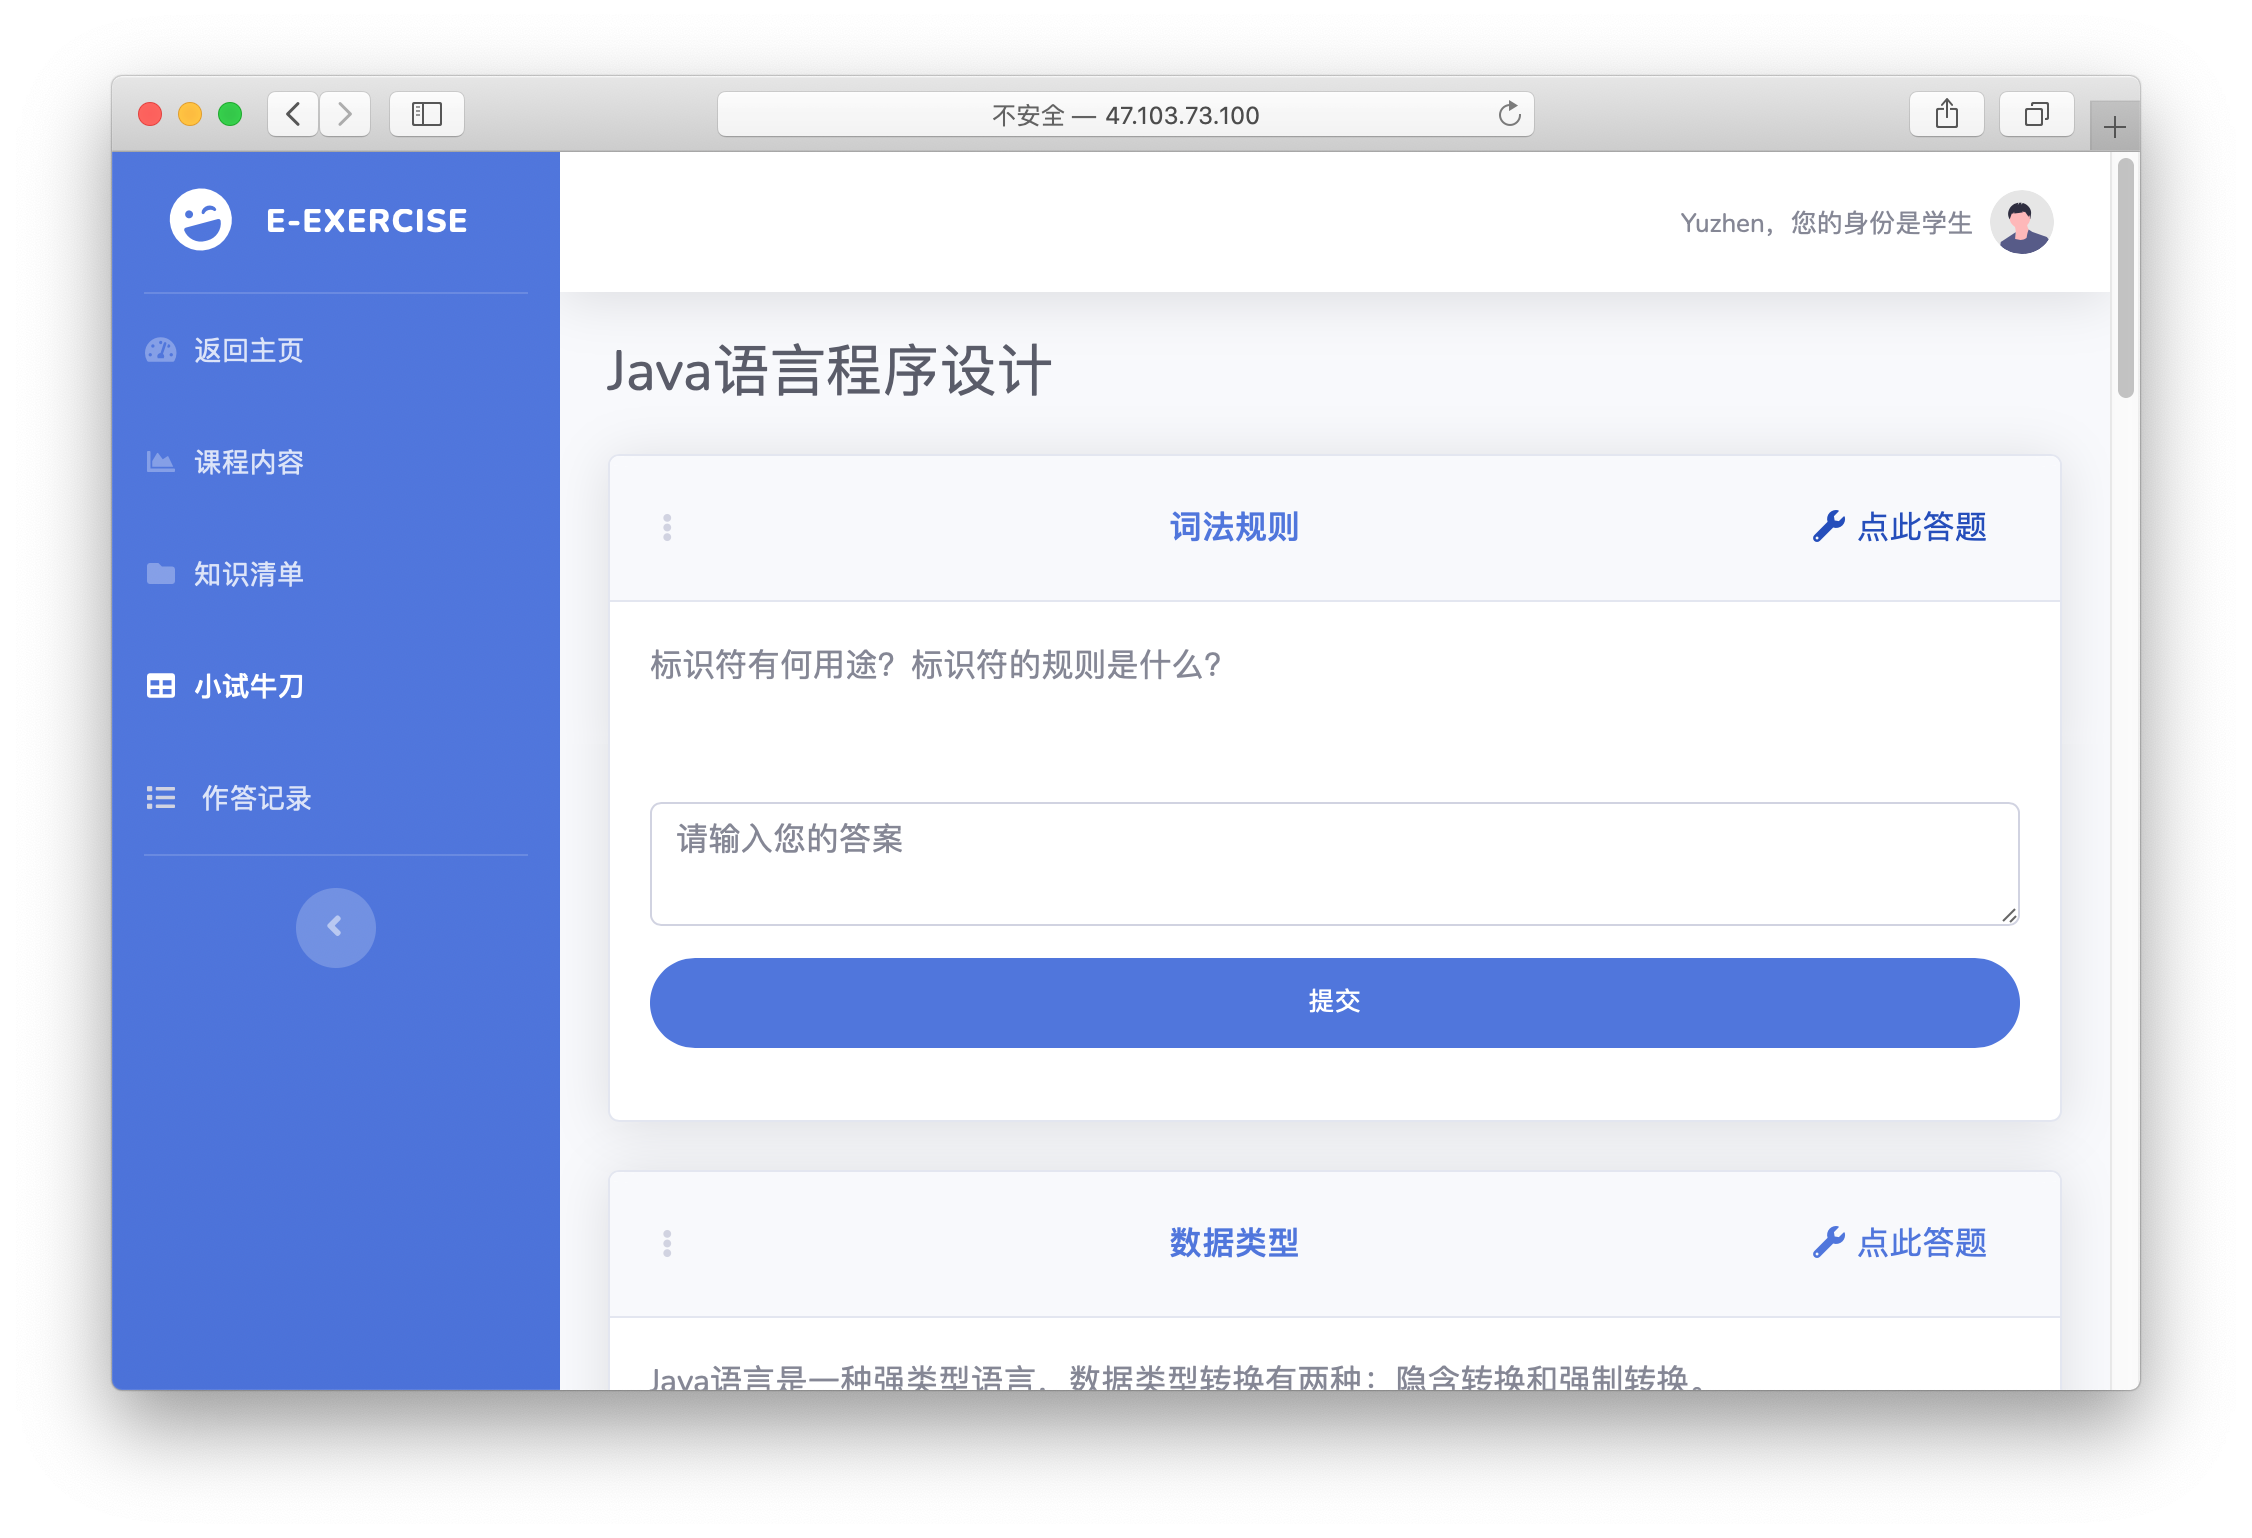 不安全 — 47.103.73.100
E-EXERCISE
Yuzhen，您的身份是学生
返回主页
课程内容
知识清单
小试牛刀
作答记录
Java语言程序设计
词法规则
点此答题
标识符有何用途？标识符的规则是什么？
请输入您的答案
提交
数据类型
点此答题
Java语言是一种强类型语言，数据类型转换有两种：隐含转换和强制转换。